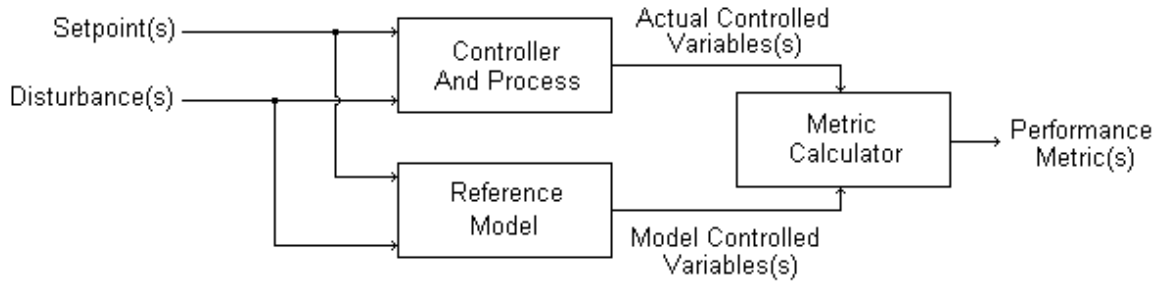 Setpoint(s)
Disturbance(s)
Controller
And Process
Actual Controlled
Variables(s)
Reference
Model
Model Controlled
Variables(s)
Metric
Calculator
Performance
Metric(s)